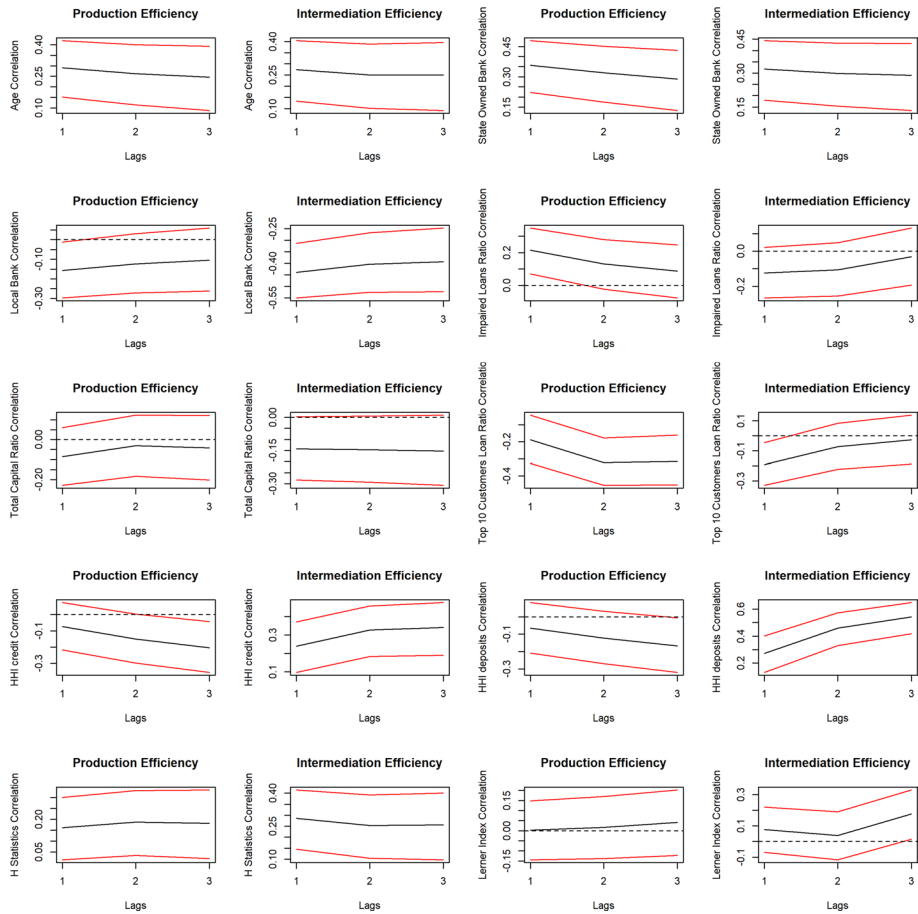 Production Efficiency
Age Correlation
0.10 0.25 0.40
1 2 3
Lags
Intermediation Efficiency
Age Correlation
0.10 0.25 0.40
1 2 3
Lags
Production Efficiency
State Owned Bank Correlation
0.15 0.30 0.45
1 2 3
Lags
Intermediation Efficiency
State Owned Bank Correlation
0.15 0.30 0.45
1 2 3
Lags
Production Efficiency
Local Bank Correlation
-0.30 -0.10
1 2 3
Lags
Intermediation Efficiency
Local Bank Correlation
-0.55 -0.40 -0.25
1 2 3
Lags
Production Efficiency
Impaired Loans Ratio Correlation
0.0 0.2
1 2 3
Lags
Intermediation Efficiency
Impaired Loans Ratio Correlation
-0.2 0.0
1 2 3
Lags
Production Efficiency
Total Capital Ratio Correlation
-0.20 0.00
1 2 3
Lags
Intermediation Efficiency
Total Capital Ratio Correlation
-0.30 -0.15 0.00
1 2 3
Lags
Production Efficiency
Top 10 Customers Loan Ratio Correlatio
-0.4 -0.2
1 2 3
Lags
Intermediation Efficiency
Top 10 Customers Loan Ratio Correlatio
-0.3 -0.1 0.1
1 2 3
Lags
Production Efficiency
HHI credit Correlation
-0.3 -0.1
1 2 3
Lags
Intermediation Efficiency
HHI credit Correlation
0.1 0.3
1 2 3
Lags
Production Efficiency
HHI deposits Correlation
-0.3 -0.1
1 2 3
Lags
Intermediation Efficiency
HHI deposits Correlation
0.2 0.4 0.6
1 2 3
Lags
Production Efficiency
H Statistics Correlation
0.05 0.20
1 2 3
Lags
Intermediation Efficiency
H Statistics Correlation
0.10 0.25 0.40
1 2 3
Lags
Production Efficiency
Lerner Index Correlation
-0.15 0.00 0.15
1 2 3
Lags
Intermediation Efficiency
Lerner Index Correlation
-0.1 0.1 0.3
1 2 3
Lags